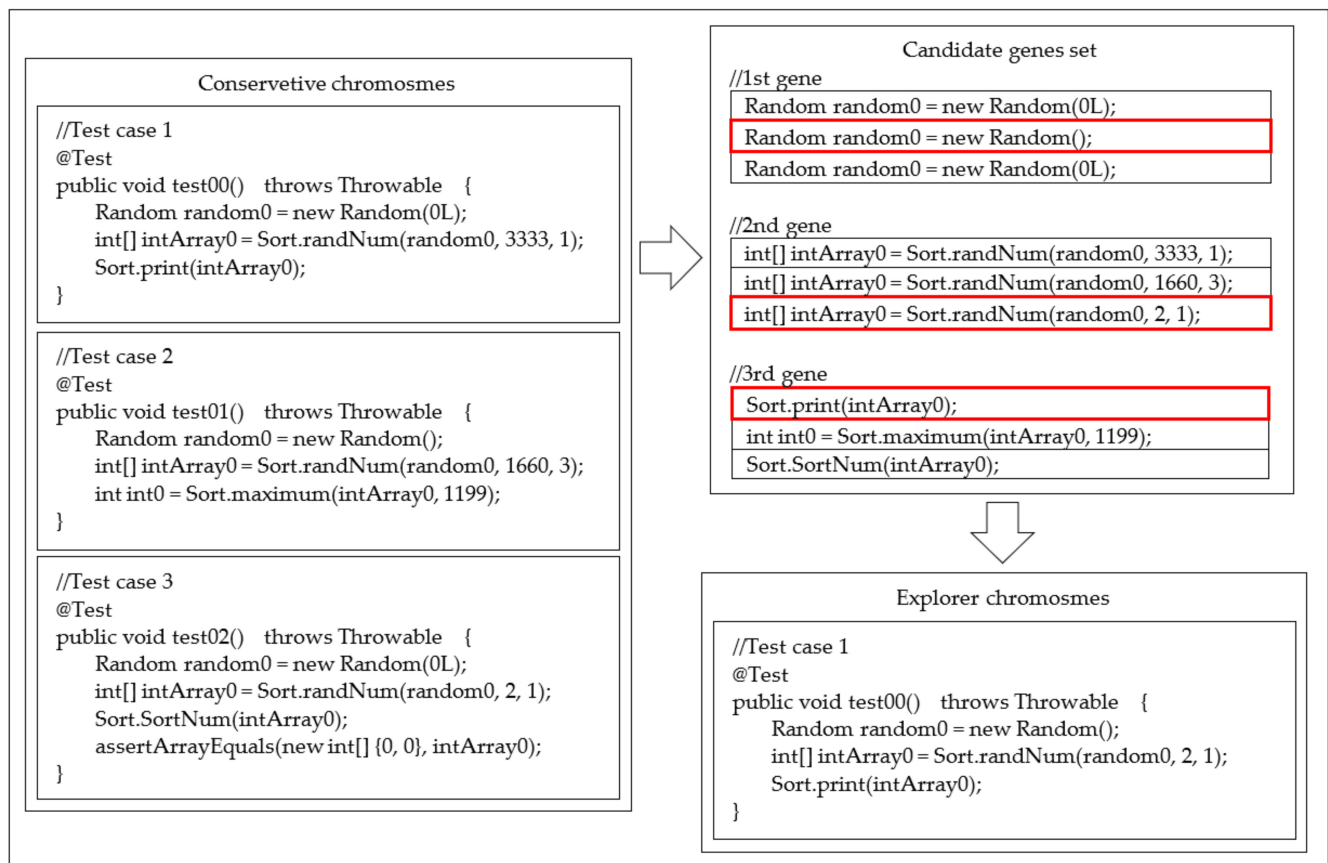 Conservetive chromosmes
//Test case 1
@Test
public void test00() throws Throwable {
Random random0 = new Random(0L);
int[] intArray0 = Sort.randNum(random0, 3333, 1);
Sort.print(intArray0);
}
//Test case 2
@Test
public void test01() throws Throwable {
Random random0 = new Random();
int[] intArray0 = Sort.randNum(random0, 1660, 3);
int int0 = Sort.maximum(intArray0, 1199);
}
//Test case 3
@Test
public void test02() throws Throwable {
Random random0 = new Random(0L);
int[] intArray0 = Sort.randNum(random0, 2, 1);
Sort.SortNum(intArray0);
assertArrayEquals(new int[] {0, 0}, intArray0);
}
Candidate genes set
//1st gene
Random random0 = new Random(0L);
Random random0 = new Random();
Random random0 = new Random(0L);
//2nd gene
int[] intArray0 = Sort.randNum(random0, 3333, 1);
int[] intArray0 = Sort.randNum(random0, 1660, 3);
int[] intArray0 = Sort.randNum(random0, 2, 1);
//3rd gene
Sort.print(intArray0);
int int0 = Sort.maximum(intArray0, 1199);
Sort.SortNum(intArray0);
Explorer chromosmes
//Test case 1
@Test
public void test00() throws Throwable {
Random random0 = new Random();
int[] intArray0 = Sort.randNum(random0, 2, 1);
Sort.print(intArray0);
}